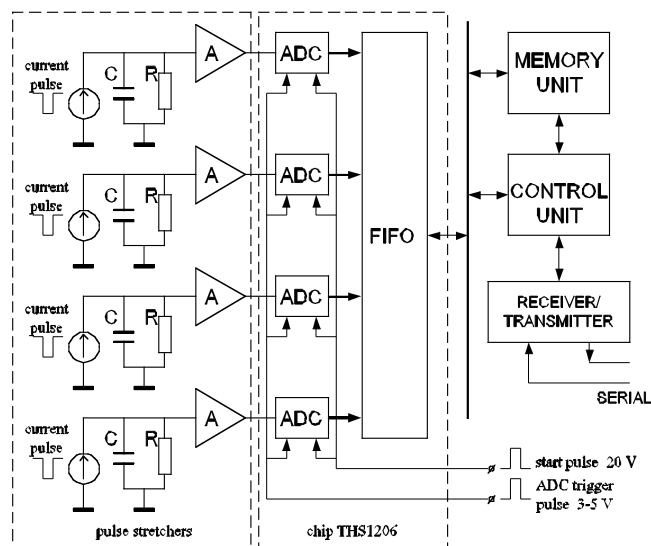 current
pulse
C
R
A
ADC
current
pulse
C
R
A
ADC
current
pulse
C
R
A
ADC
current
pulse
C
R
A
ADC
FIFO
MEMORY
UNIT
CONTROL
UNIT
RECEIVER/
TRANSMITTER
SERIAL
start pulse 20 V
ADC trigger
pulse 3-5 V
pulse stretchers
chip THS1206